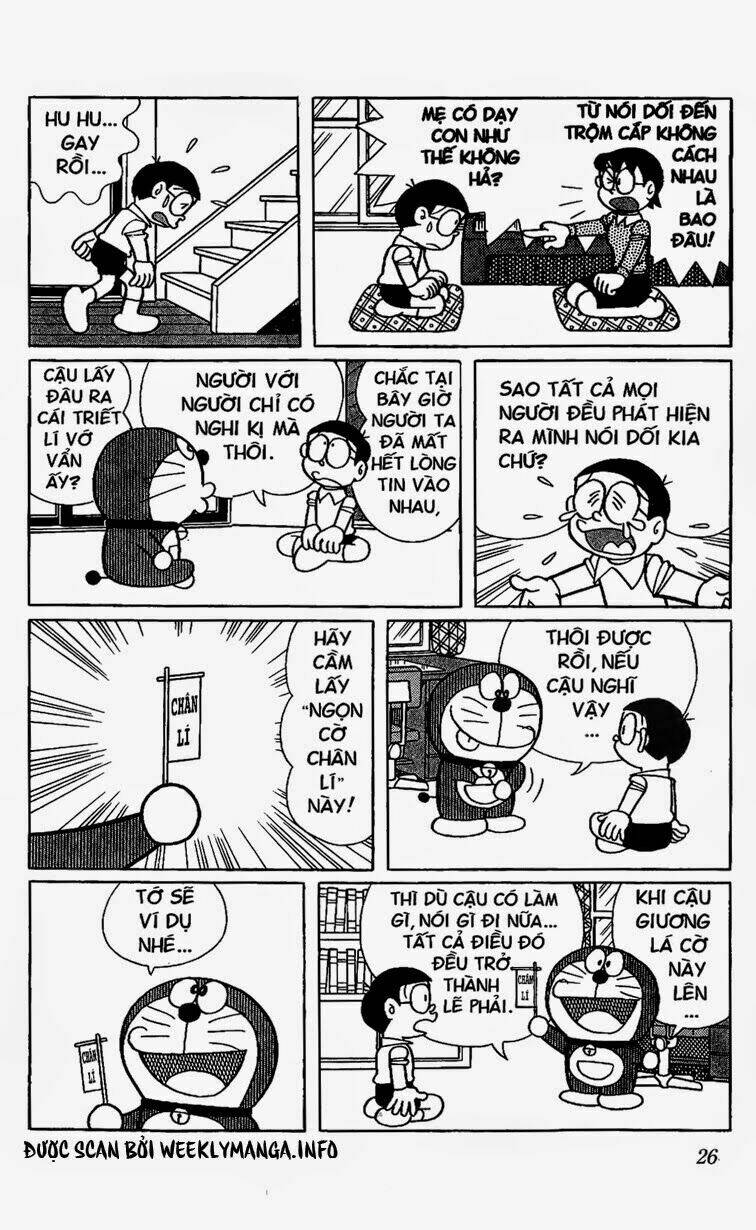 TỪ NÓI DỐI ĐẾN
TRỘM CẮP KHÔNG
CÁCH
NHAU
LÀ
BAO
ĐÂU!
MẸ CÓ DẠY
CON NHƯ
THẾ KHÔNG
HẢ?
HU HU...
GAY
RỒI...
SAO TẤT CẢ MỌI
NGƯỜI ĐỀU PHÁT HIỆN
RA MÌNH NÓI DỐI KIA
CHỨ?
CHẮC TẠI
BÂY GIỜ
NGƯỜI TA
ĐÃ MẤT
HẾT LÒNG
TIN VÀO
NHAU,
NGƯỜI VỚI
NGƯỜI CHỈ CÓ
NGHI KỊ MÀ
THÔI.
CẬU LẤY
ĐÂU RA
CÁI TRIẾT
LÍ VỚ
VẨN
ẤY?
THÔI ĐƯỢC
RỒI, NẾU
CẬU NGHĨ
VẬY
...
HÃY
CẦM
LẤY
"NGỌN
CỜ
CHÂN
LÍ"
NÀY!
CHÂN
LÍ
KHI CẬU
GIƯƠNG
LÁ CỜ
NÀY
LÊN
...
THÌ DÙ CẬU CÓ LÀM
GÌ, NÓI GÌ ĐI NỮA...
TẤT CẢ ĐIỀU ĐÓ
ĐỀU TRỞ
THÀNH
LẼ PHẢI.
CHÂN
LÍ
TỚ SẼ
VÍ DỤ
NHÉ...
CHÂN
LÍ
ĐƯỢC SCAN BỞI WEEKLYMANGA.INFO
26